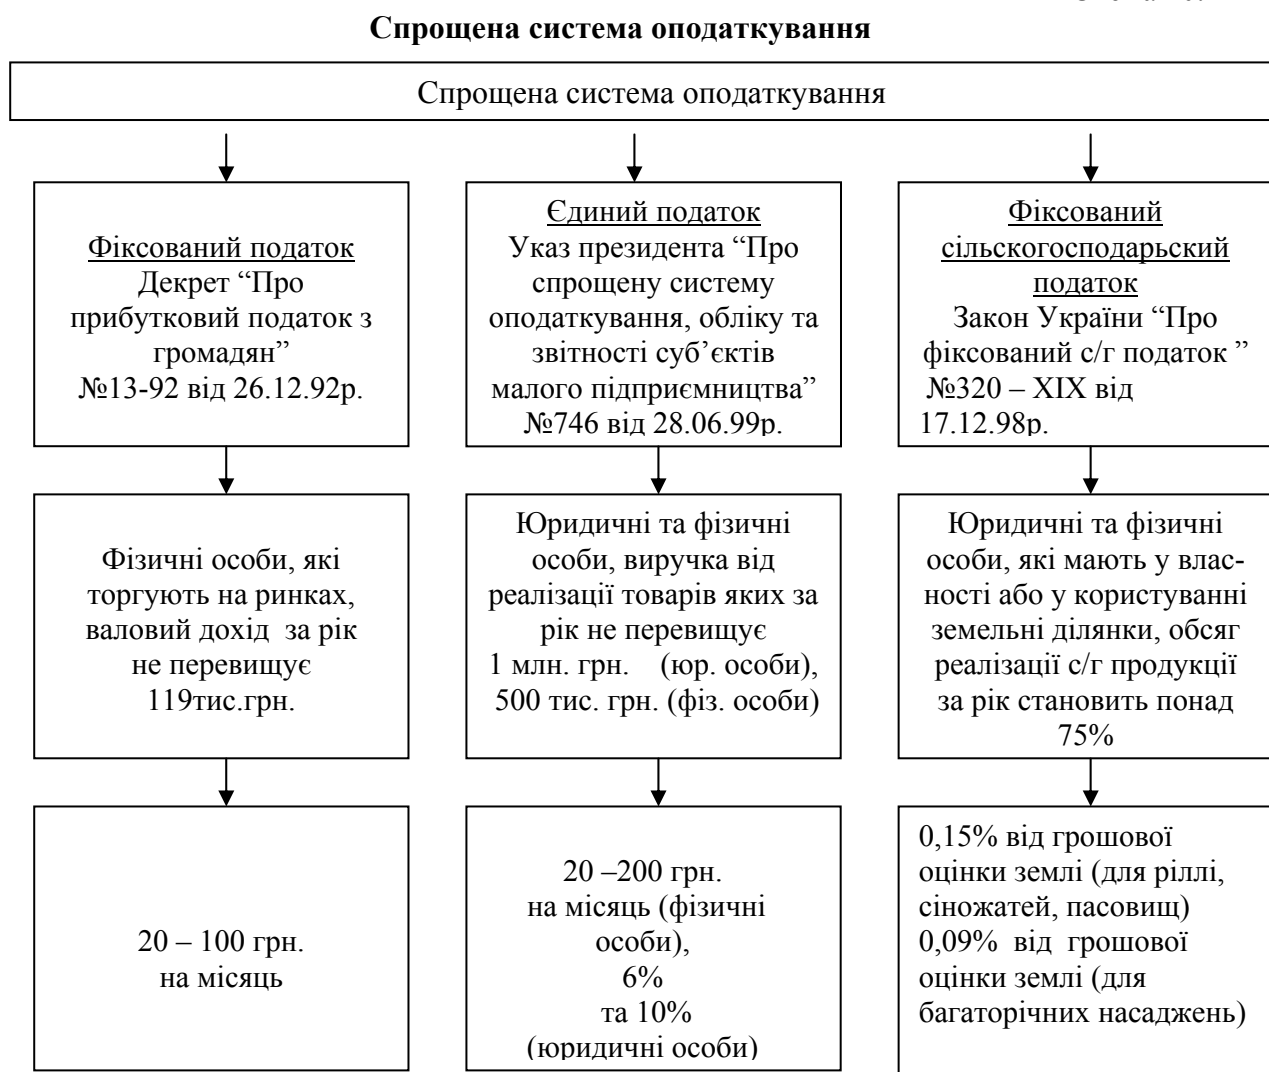 Спрощена система оподаткування
Спрощена система оподаткування
Фіксований податок
Декрет “Про
прибутковий податок з
громадян”
№13-92 від 26.12.92р.
Єдиний податок
Указ президента “Про
спрощену систему
оподаткування, обліку та
звітності суб’єктів
малого підприємництва”
№746 від 28.06.99р.
Фіксований
сільскогосподарьский
податок
Закон України “Про
фіксований с/г податок ”
№320 – XIX від
17.12.98р.
Фізичні особи, які
торгують на ринках,
валовий дохід за рік
не перевищує
119тис.грн.
Юридичні та фізичні
особи, виручка від
реалізації товарів яких за
рік не перевищує
1 млн. грн. (юр. особи),
500 тис. грн. (фіз. особи)
Юридичні та фізичні
особи, які мають у влас-
ності або у користуванні
земельні ділянки, обсяг
реалізації с/г продукції
за рік становить понад
75%
20 – 100 грн.
на місяць
20 –200 грн.
на місяць (фізичні
особи),
6%
та 10%
(юридичні особи)
0,15% від грошової
оцінки землі (для ріллі,
сіножатей, пасовищ)
0,09% від грошової
оцінки землі (для
багаторічних насаджень)